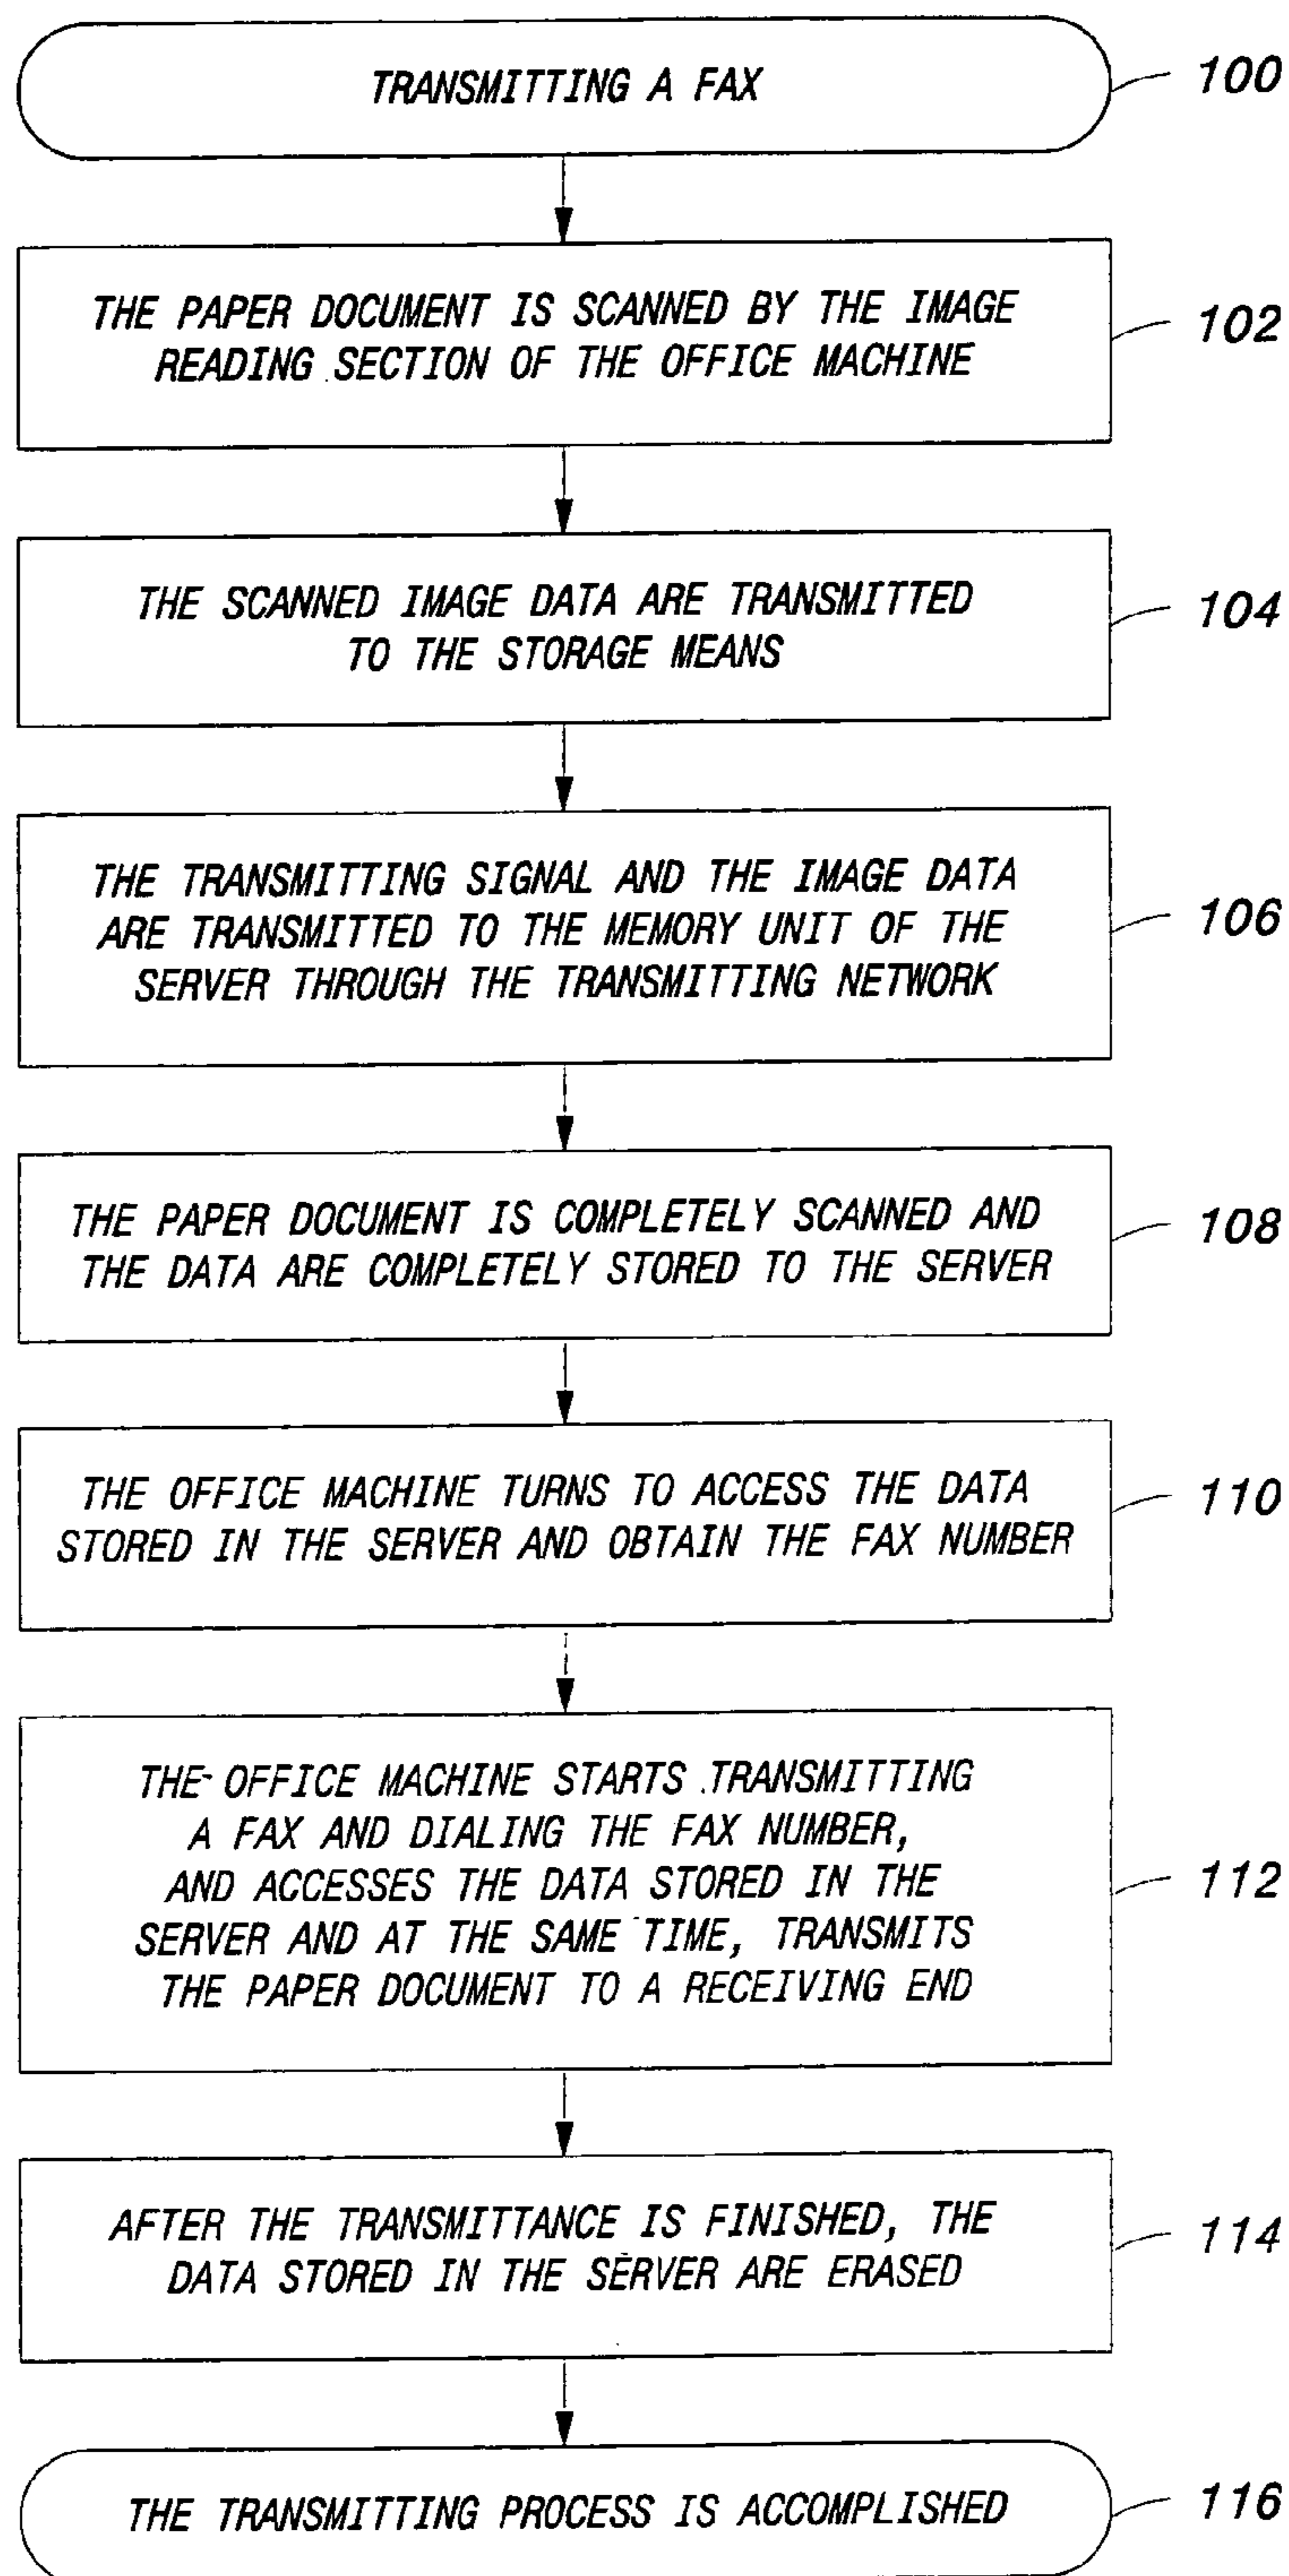 TRANSMITTING A FAX
100
THE PAPER DOCUMENT IS SCANNED BY THE IMAGE
READING SECTION OF THE OFFICE MACHINE
102
THE SCANNED IMAGE DATA ARE TRANSMITTED
TO THE STORAGE MEANS
104
THE TRANSMITTING SIGNAL AND THE IMAGE DATA
ARE TRANSMITTED TO THE MEMORY UNIT OF THE
SERVER THROUGH THE TRANSMITTING NETWORK
106
THE PAPER DOCUMENT IS COMPLETELY SCANNED AND
THE DATA ARE COMPLETELY STORED TO THE SERVER
108
THE OFFICE MACHINE TURNS TO ACCESS THE DATA
STORED IN THE SERVER AND OBTAIN THE FAX NUMBER
110
THE OFFICE MACHINE STARTS TRANSMITTING
A FAX AND DIALING THE FAX NUMBER,
AND ACCESSES THE DATA STORED IN THE
SERVER AND AT THE SAME TIME, TRANSMITS
THE PAPER DOCUMENT TO A RECEIVING END
112
AFTER THE TRANSMITTANCE IS FINISHED, THE
DATA STORED IN THE SERVER ARE ERASED
114
THE TRANSMITTING PROCESS IS ACCOMPLISHED
116